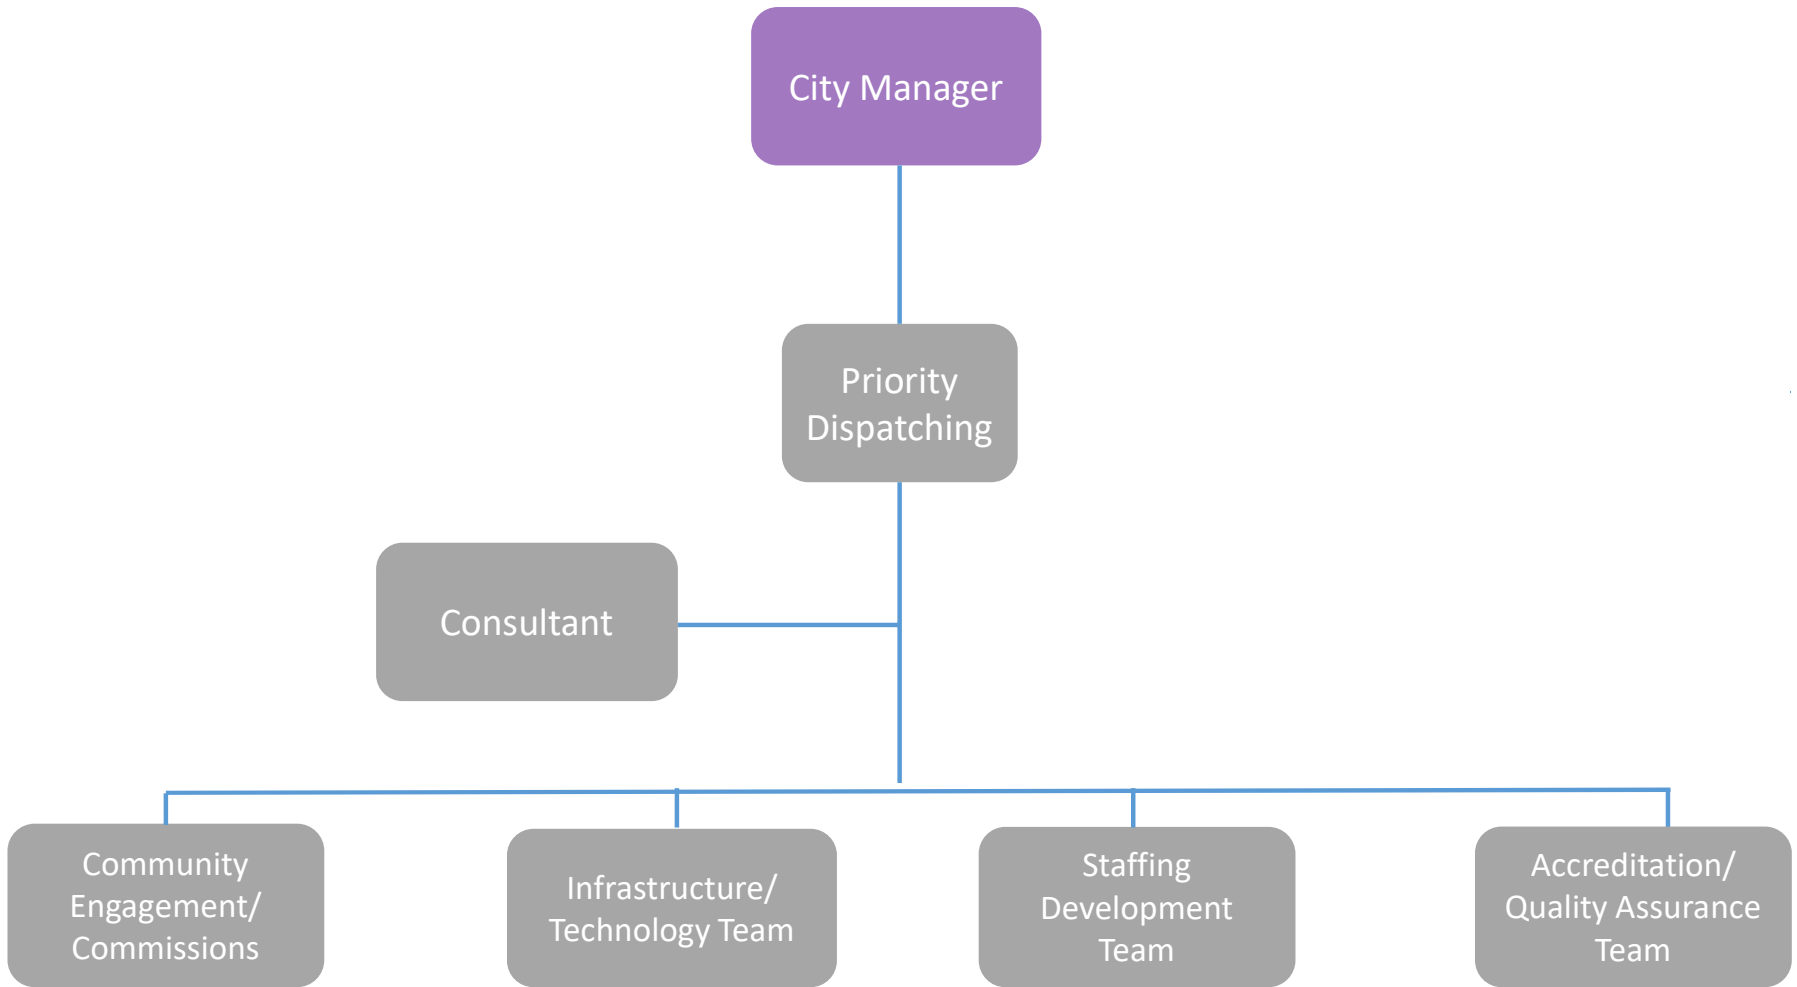 City Manager
Priority
Dispatching
Consultant
Community
Engagement/
Commissions
Infrastructure/
Technology Team
Staffing
Development
Team
Accreditation/
Quality Assurance
Team